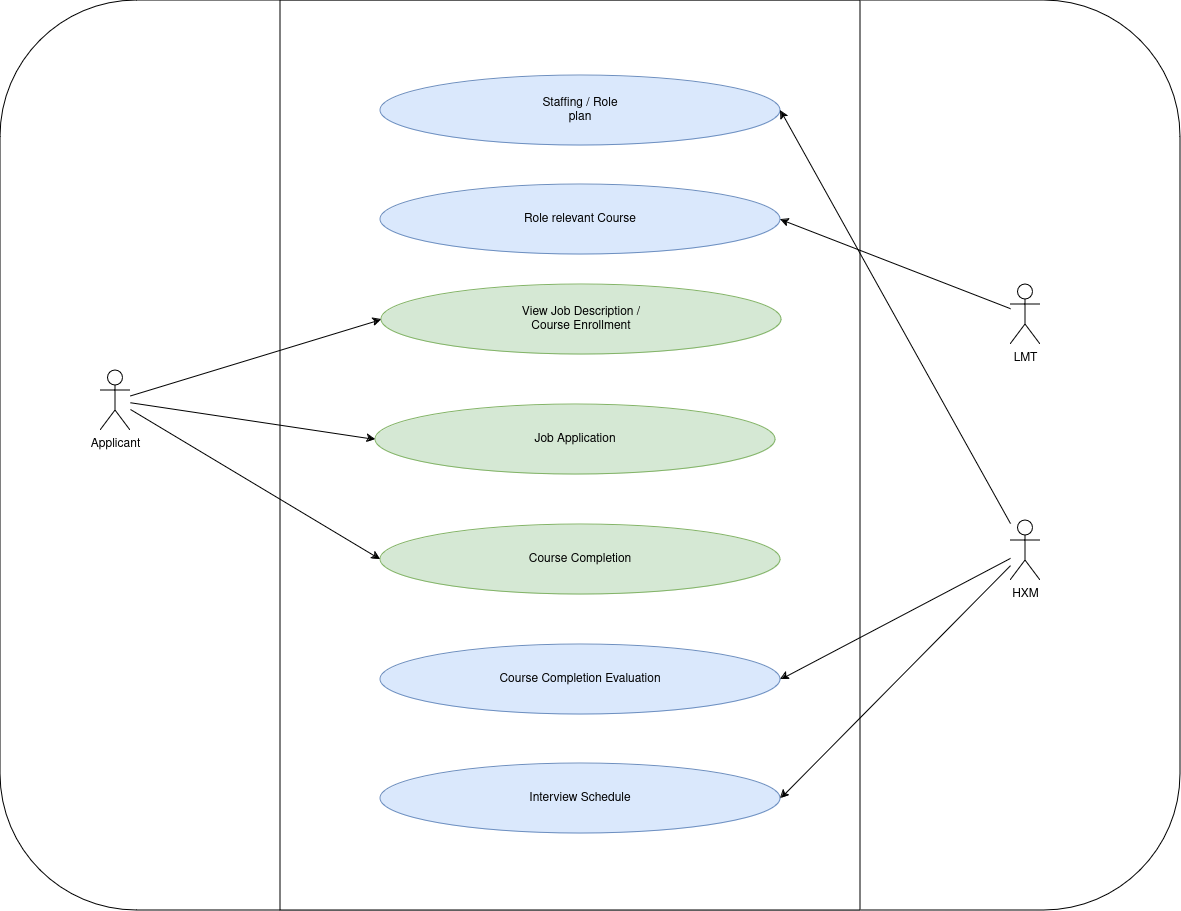 Staffing / Role
plan
Role relevant Course
View Job Description /
Course Enrollment
LMT
Applicant
Job Application
Course Completion
HXM
Course Completion Evaluation
Interview Schedule